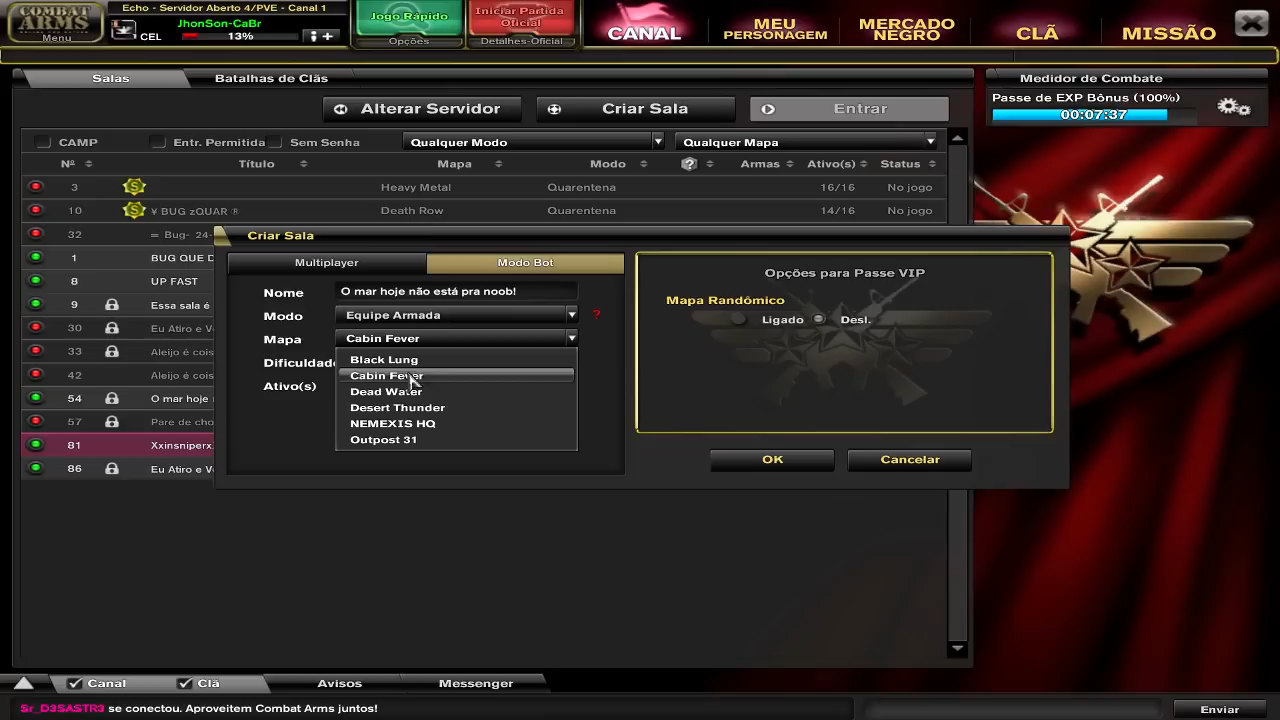 COMBAT ARMS
Menu
Echo - Servidor Aberto 4/PVE - Canal 1
JhonSon-CaBr
CEL
13%
Jogo Rápido
Opções
Iniciar Partida Oficial
Detalhes-Oficial
CANAL
MEU PERSONAGEM
MERCADO NEGRO
CLÃ
MISSÃO
Salas
Batalhas de Clãs
Medidor de Combate
Passe de EXP Bônus (100%)
00:07:37
Alterar Servidor
Criar Sala
Entrar
CAMP
Entr. Permitida
Sem Senha
Qualquer Modo
Qualquer Mapa
Nº
Título
Mapa
Modo
Armas
Ativo(s)
Status
3 Heavy Metal Quarentena 16/16 No jogo
10 ¥ BUG zQUAR ® Death Row Quarentena 14/16 No jogo
32 = Bug- 24-
1 BUG QUE D
8 UP FAST
9 Essa sala é
30 Eu Atiro e V
33 Aleijo é cois
42 Aleijo é cois
54 O mar hoje
57 Pare de cho
81 Xxinsniperx
86 Eu Atiro e V
Criar Sala
Multiplayer
Modo Bot
Nome O mar hoje não está pra noob!
Modo Equipe Armada ?
Mapa Cabin Fever
Dificuldade
Ativo(s)
Black Lung
Cabin Fever
Dead Water
Desert Thunder
NEMEXIS HQ
Outpost 31
Opções para Passe VIP
Mapa Randômico
Ligado
Desl.
OK
Cancelar
Canal
Clã
Avisos
Messenger
Sr_D3SASTR3 se conectou. Aproveitem Combat Arms juntos!
Enviar